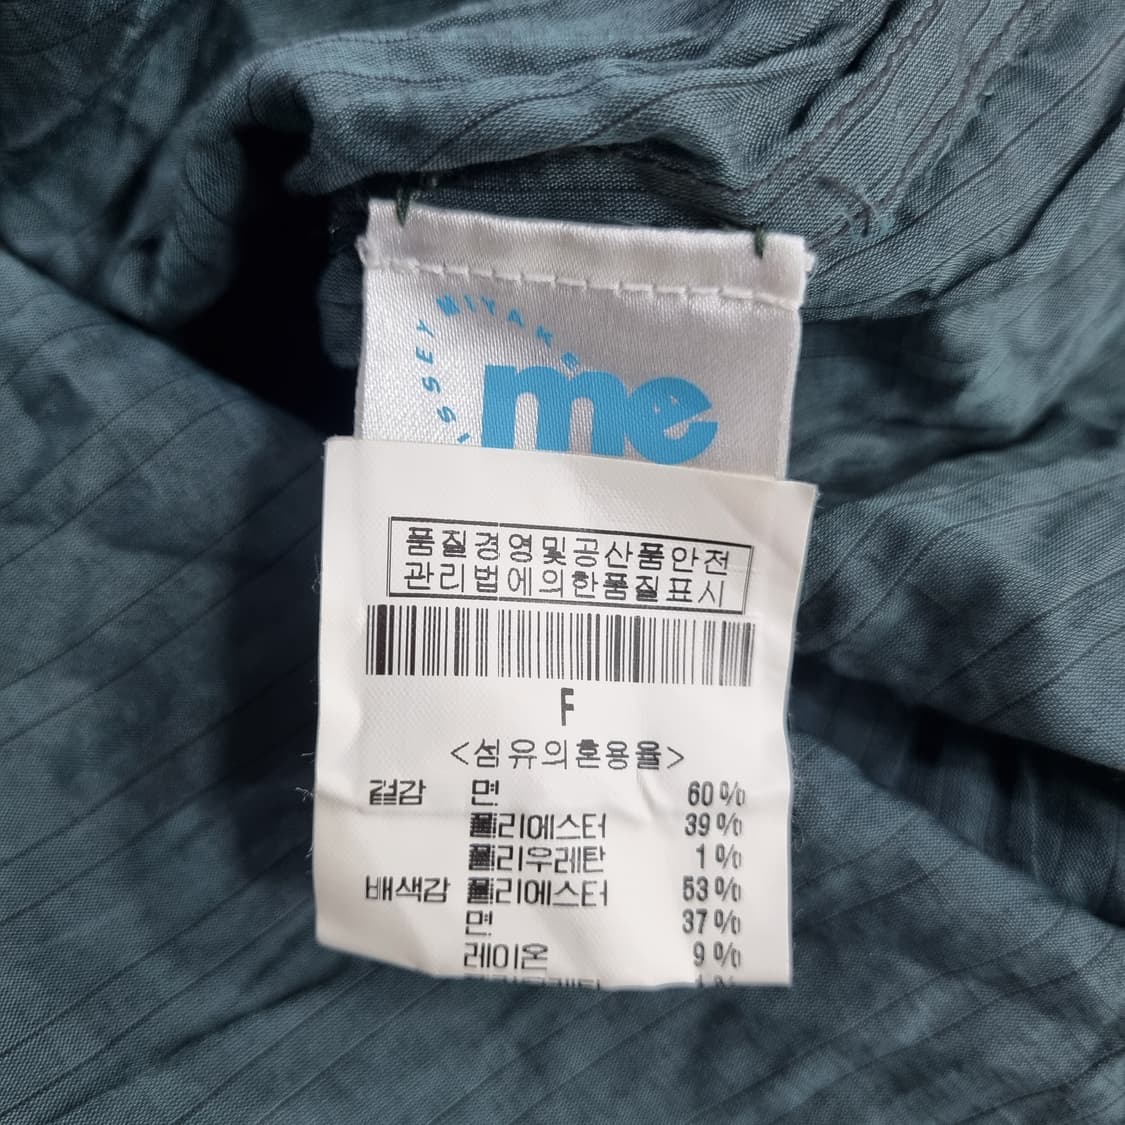 ISSEY MIYAKE
me
품질경영및공산품안전
관리법에의한품질표시
F
<섬유의혼용율>
겉감 면 60%
폴리에스터 39%
폴리우레탄 1%
배색감 폴리에스터 53%
면 37%
레이온 9%